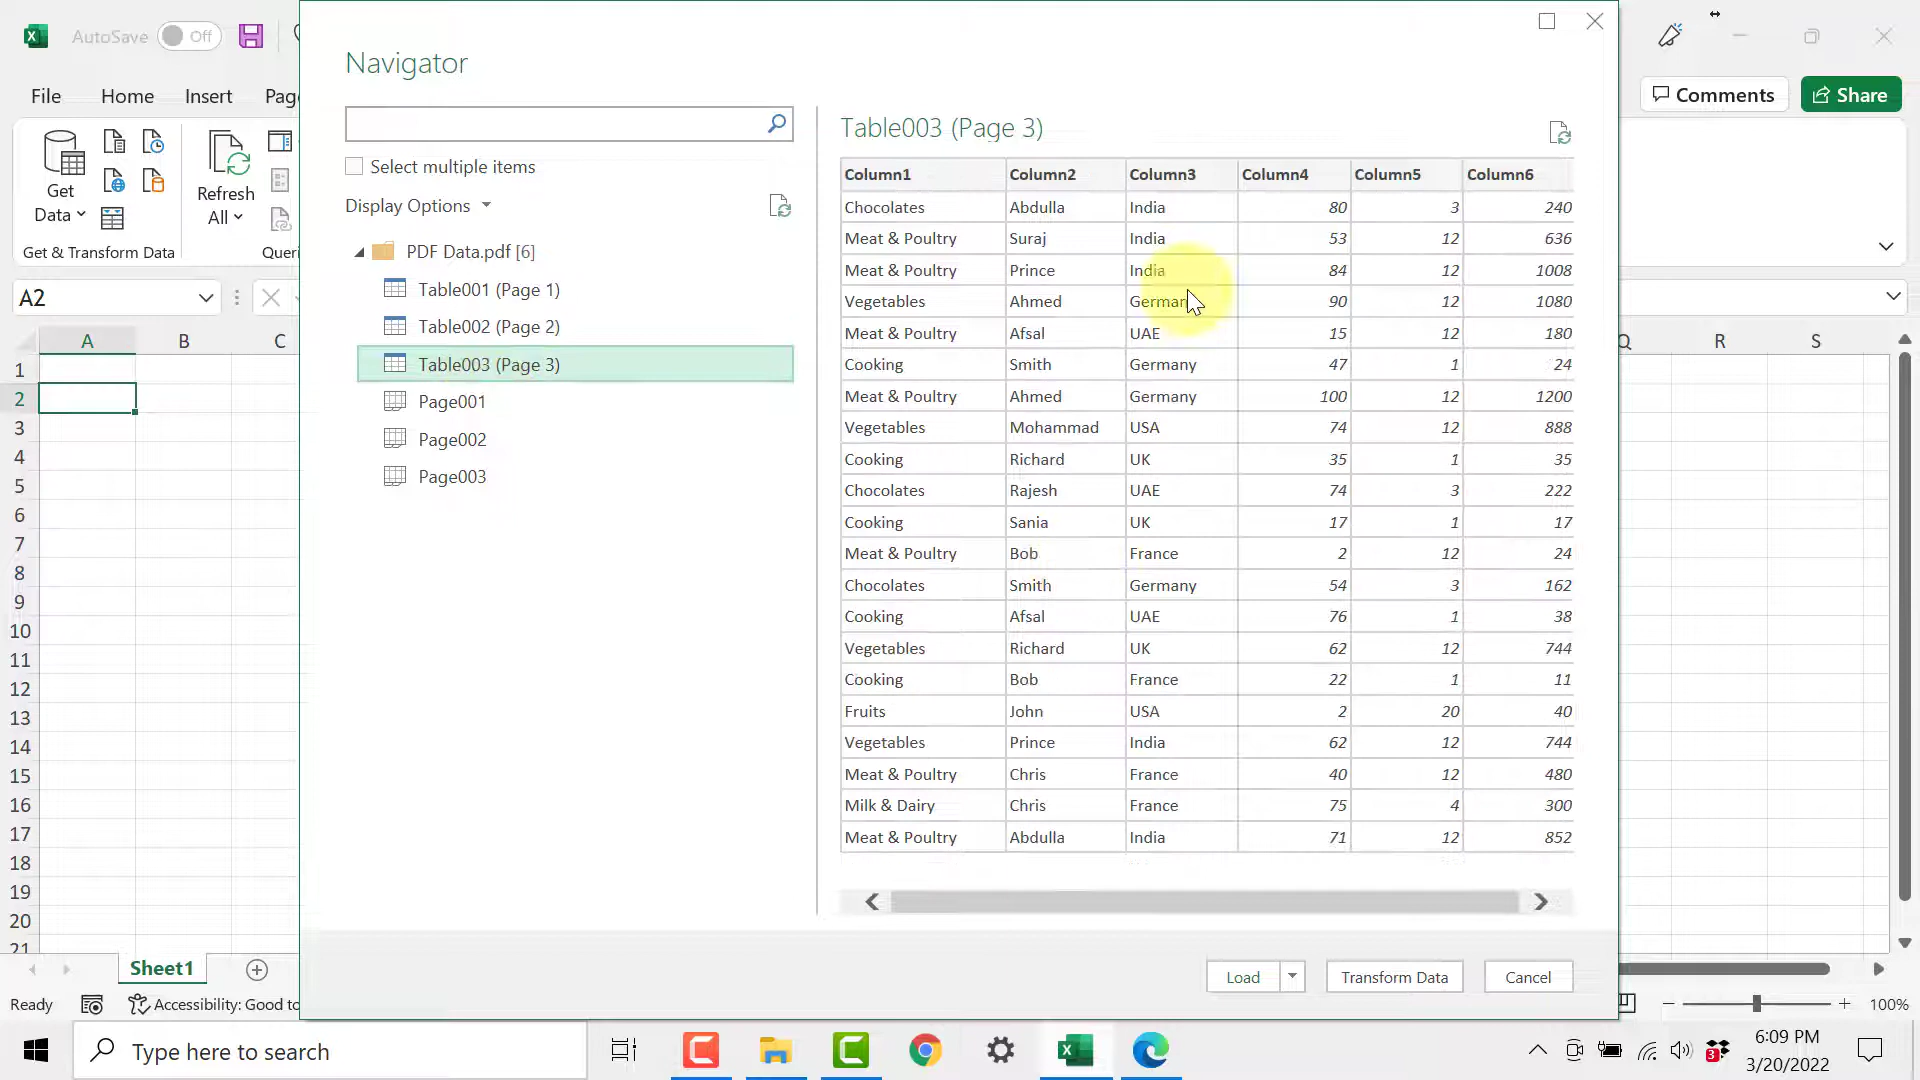 AutoSave Off
File Home Insert Pag
Comments Share
Get Data
Refresh All
Get & Transform Data Queri
A2
A B C Q R S
1
2
3
4
5
6
7
8
9
10
11
12
13
14
15
16
17
18
19
20
21
Sheet1
Ready Accessibility: Good to 100%
Navigator
Select multiple items
Display Options
PDF Data.pdf [6]
Table001 (Page 1)
Table002 (Page 2)
Table003 (Page 3)
Page001
Page002
Page003
Table003 (Page 3)
Column1 Column2 Column3 Column4 Column5 Column6
Chocolates Abdulla India 80 3 240
Meat & Poultry Suraj India 53 12 636
Meat & Poultry Prince India 84 12 1008
Vegetables Ahmed Germany 90 12 1080
Meat & Poultry Afsal UAE 15 12 180
Cooking Smith Germany 47 1 24
Meat & Poultry Ahmed Germany 100 12 1200
Vegetables Mohammad USA 74 12 888
Cooking Richard UK 35 1 35
Chocolates Rajesh UAE 74 3 222
Cooking Sania UK 17 1 17
Meat & Poultry Bob France 2 12 24
Chocolates Smith Germany 54 3 162
Cooking Afsal UAE 76 1 38
Vegetables Richard UK 62 12 744
Cooking Bob France 22 1 11
Fruits John USA 2 20 40
Vegetables Prince India 62 12 744
Meat & Poultry Chris France 40 12 480
Milk & Dairy Chris France 75 4 300
Meat & Poultry Abdulla India 71 12 852
Load Transform Data Cancel
Type here to search
3
6:09 PM
3/20/2022